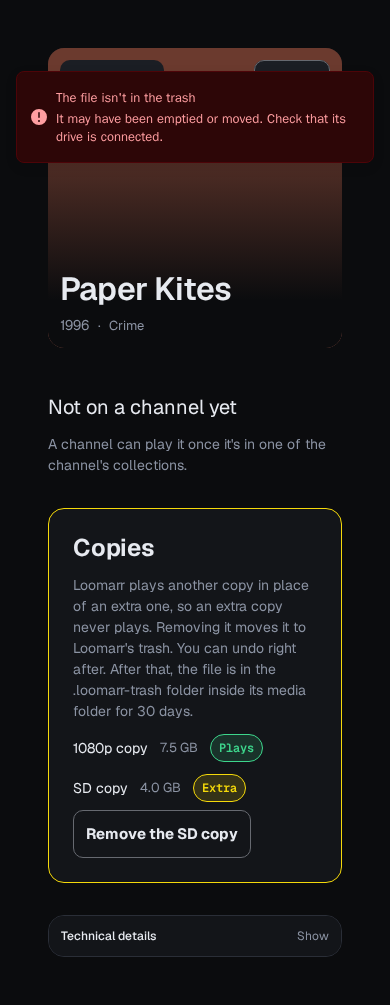 The file isn't in the trash
It may have been emptied or moved. Check that its
drive is connected.
Paper Kites
1996 · Crime
Not on a channel yet
A channel can play it once it's in one of the
channel's collections.
Copies
Loomarr plays another copy in place
of an extra one, so an extra copy
never plays. Removing it moves it to
Loomarr's trash. You can undo right
after. After that, the file is in the
.loomarr-trash folder inside its media
folder for 30 days.
1080p copy 7.5 GB Plays
SD copy 4.0 GB Extra
Remove the SD copy
Technical details Show